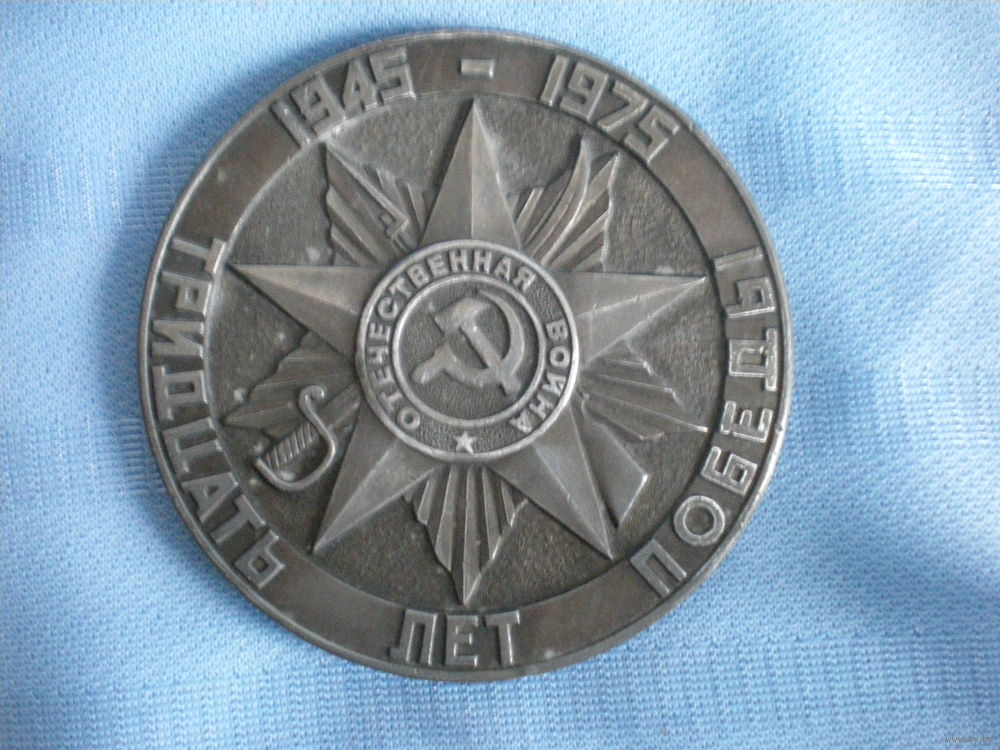 1945 - 1975
ТРИДЦАТЬ
ЛЕТ
ПОБЕДЫ
ОТЕЧЕСТВЕННАЯ ВОЙНА